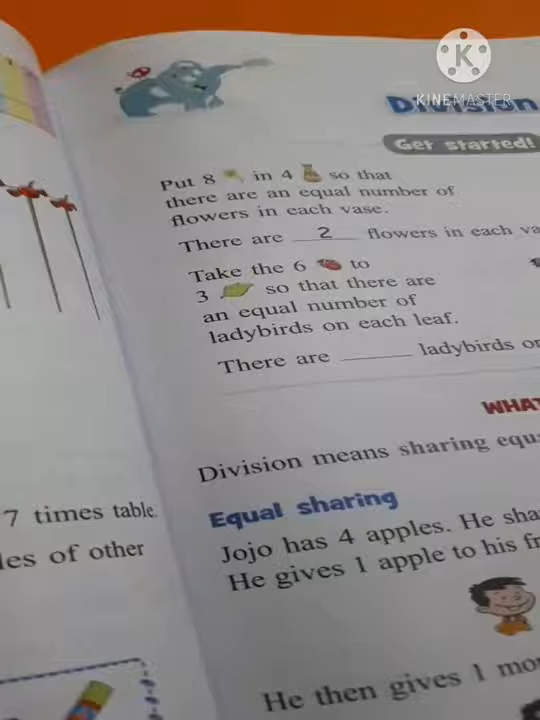 KINEMASTER
Division
Get started!
Put 8 in 4 so that
there are an equal number of
flowers in each vase.
There are 2 flowers in each
Take the 6 to
3 so that there are
an equal number of
ladybirds on each leaf.
There are ______ ladybirds
WHAT
Division means sharing
Equal sharing
Jojo has 4 apples. He
He gives 1 apple to his
He then gives 1
7 times table.
of other